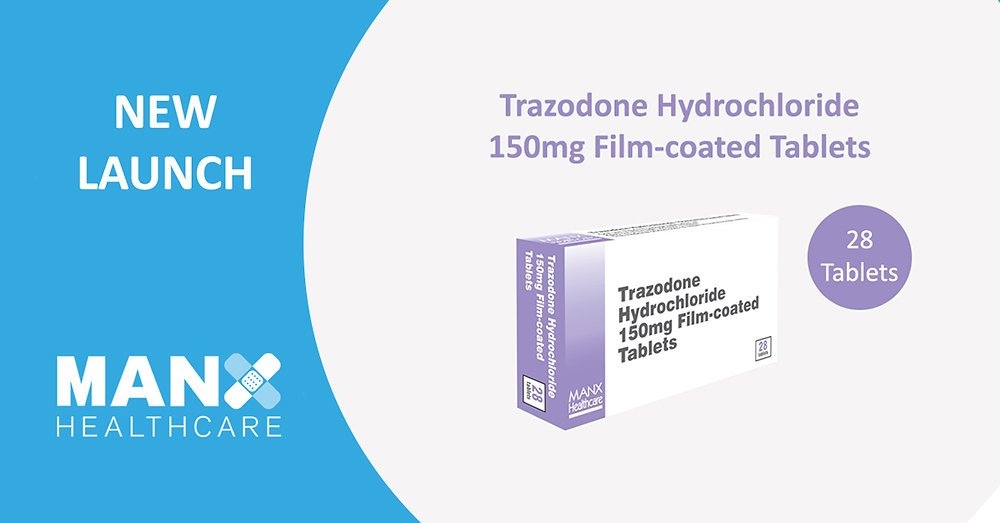 NEW
LAUNCH
MANX
HEALTHCARE
Trazodone Hydrochloride
150mg Film-coated Tablets
28
Tablets
Trazodone Hydrochloride
150mg Film-coated
Tablets
28
tablets
MANX
Healthcare
Trazodone
Hydrochloride
150mg Film-coated
Tablets
28
tablets